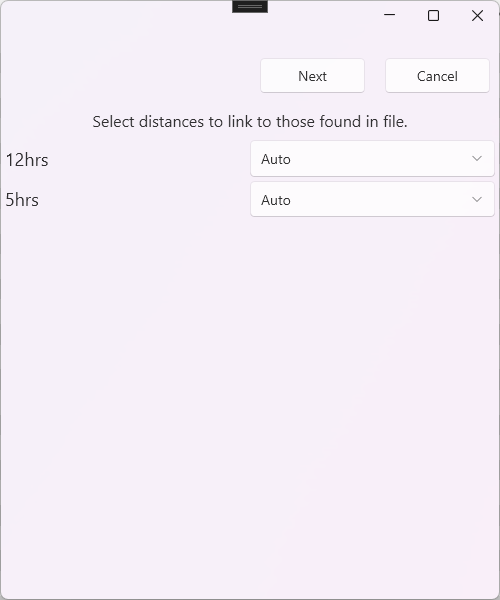 Next Cancel
Select distances to link to those found in file.
12hrs Auto
5hrs Auto